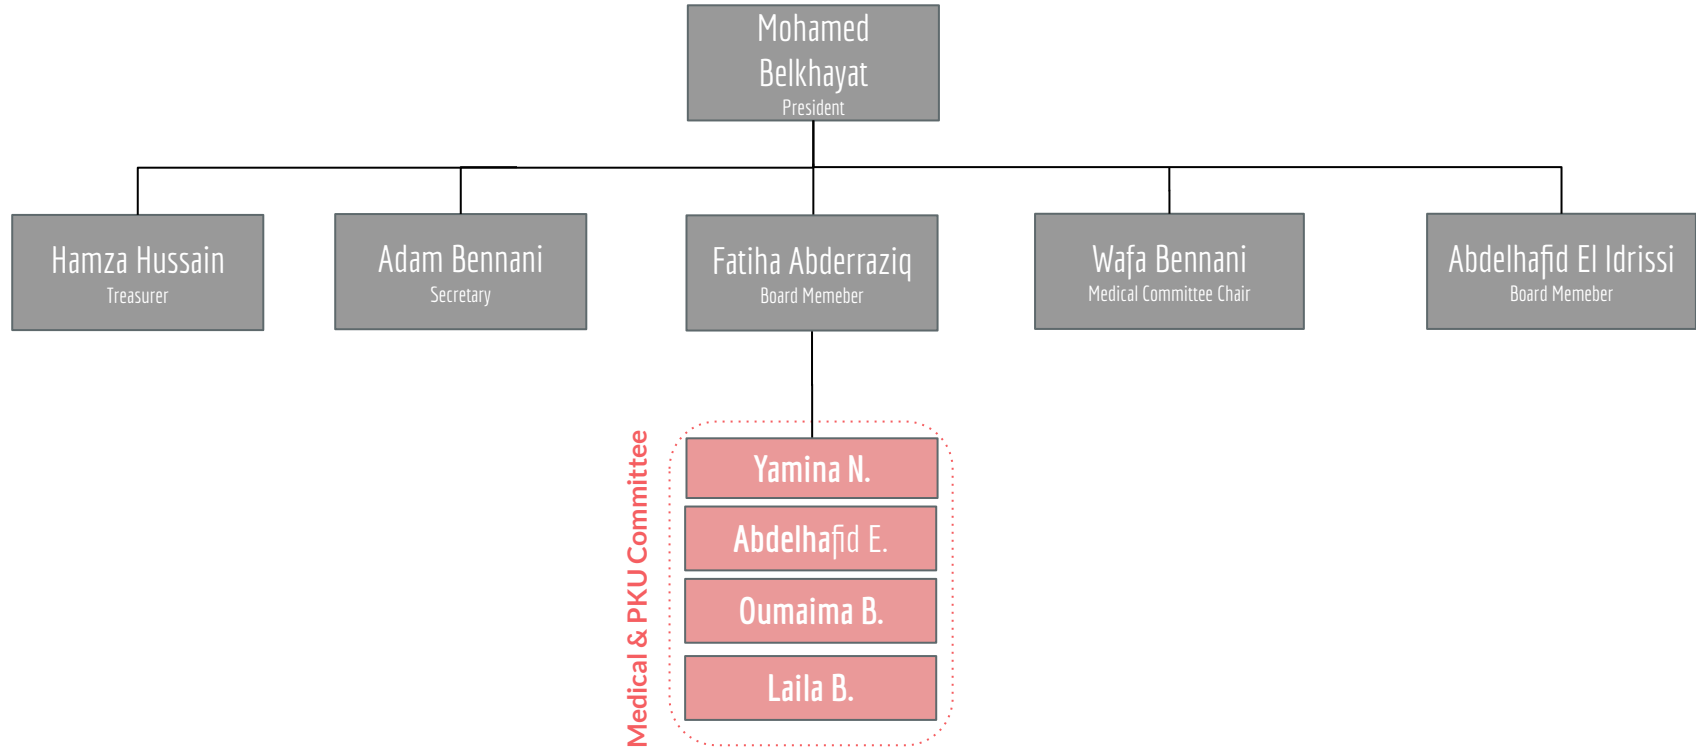 Mohamed
Belkhayat
President
Hamza Hussain
Treasurer
Adam Bennani
Secretary
Fatiha Abderraziq
Board Memeber
Wafa Bennani
Medical Committee Chair
Abdelhafid El Idrissi
Board Memeber
Medical & PKU Committee
Yamina N.
Abdelhafid E.
Oumaima B.
Laila B.